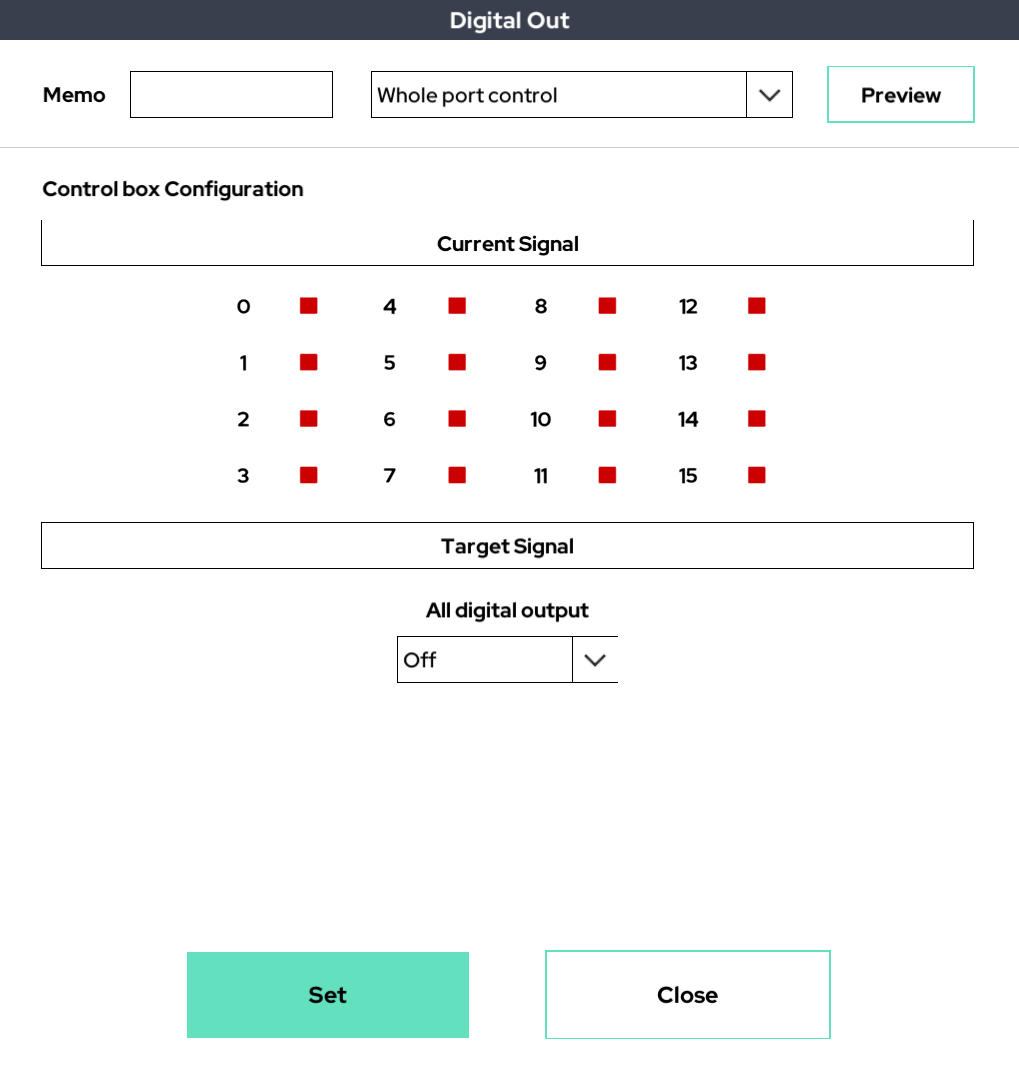 Digital Out
Memo
Whole port control
Preview
Control box Configuration
Current Signal
0 4 8 12
1 5 9 13
2 6 10 14
3 7 11 15
Target Signal
All digital output
Off
Set Close